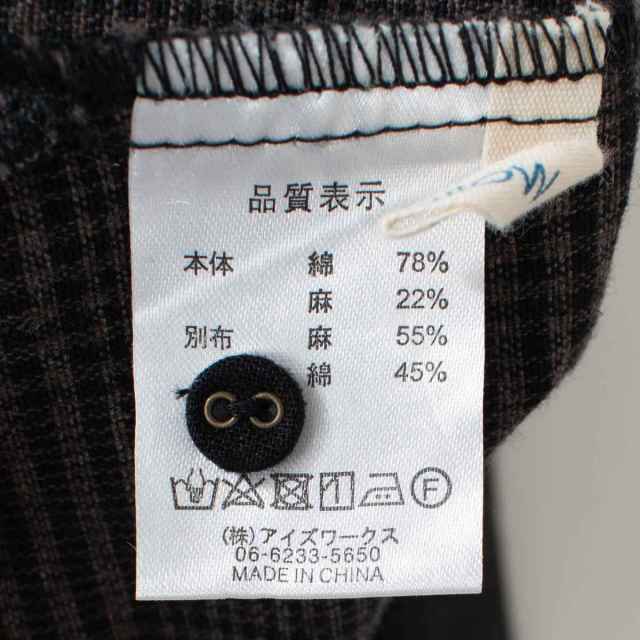 品質表示
本体 綿 78%
麻 22%
別布 麻 55%
綿 45%
F
(株)アイズワークス
06-6233-5650
MADE IN CHINA